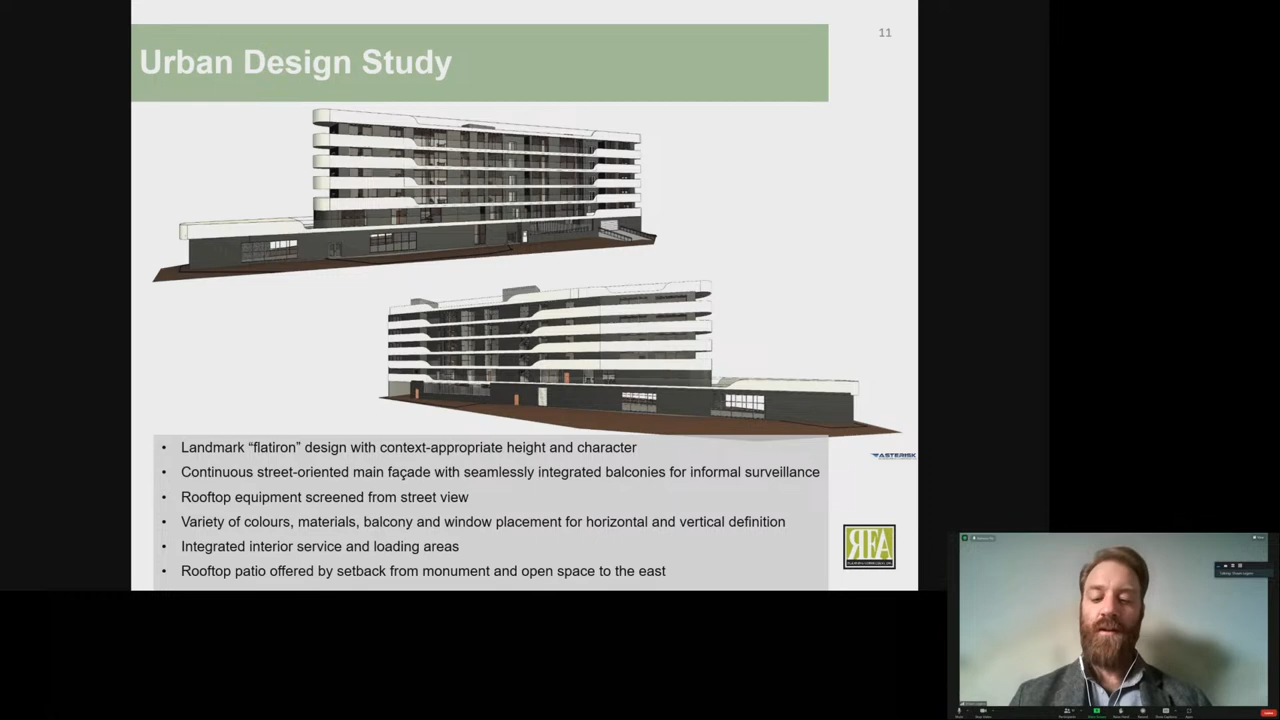 11
Urban Design Study
• Landmark “flatiron” design with context-appropriate height and character
• Continuous street-oriented main façade with seamlessly integrated balconies for informal surveillance
• Rooftop equipment screened from street view
• Variety of colours, materials, balcony and window placement for horizontal and vertical definition
• Integrated interior service and loading areas
• Rooftop patio offered by setback from monument and open space to the east
ASTERISK
RFA